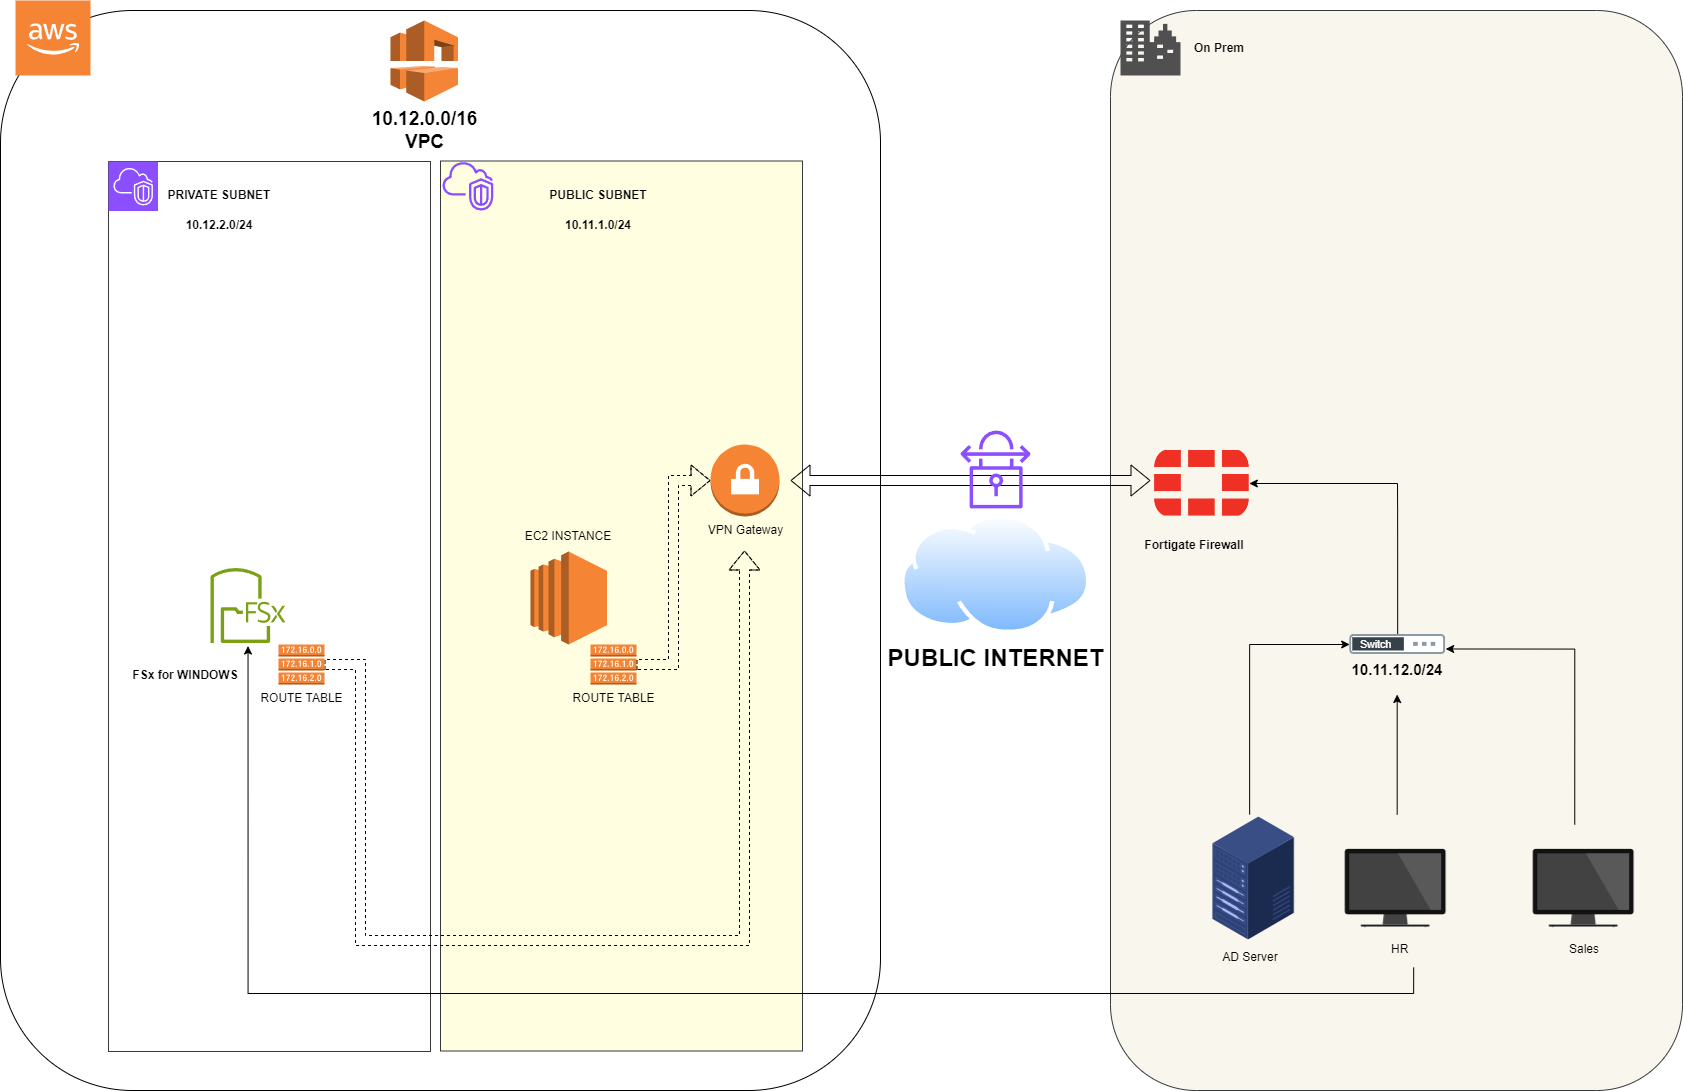 aws
10.12.0.0/16
VPC
On Prem
PRIVATE SUBNET
10.12.2.0/24
PUBLIC SUBNET
10.11.1.0/24
EC2 INSTANCE
VPN Gateway
Fortigate Firewall
FSx
FSx for WINDOWS
172.16.0.0
172.16.1.0
172.16.2.0
ROUTE TABLE
172.16.0.0
172.16.1.0
172.16.2.0
ROUTE TABLE
PUBLIC INTERNET
Switch
10.11.12.0/24
AD Server
HR
Sales